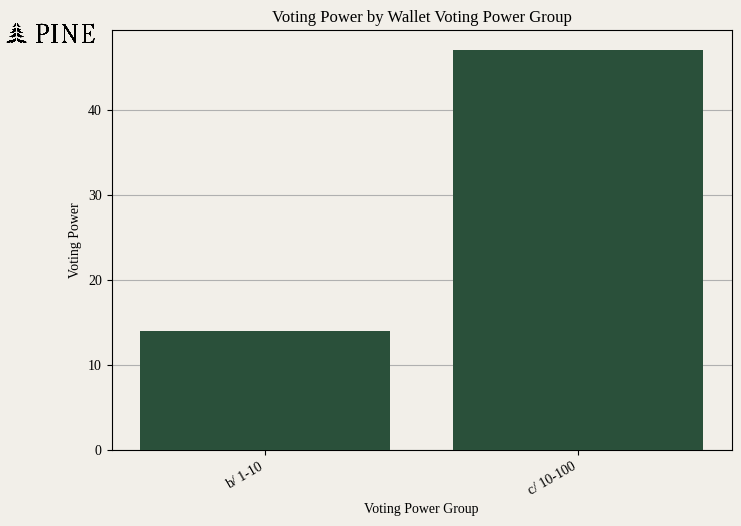 Voting Power by Wallet Voting Power Group
PINE
40
30
20
10
0
Voting Power
b/ 1-10
c/ 10-100
Voting Power Group